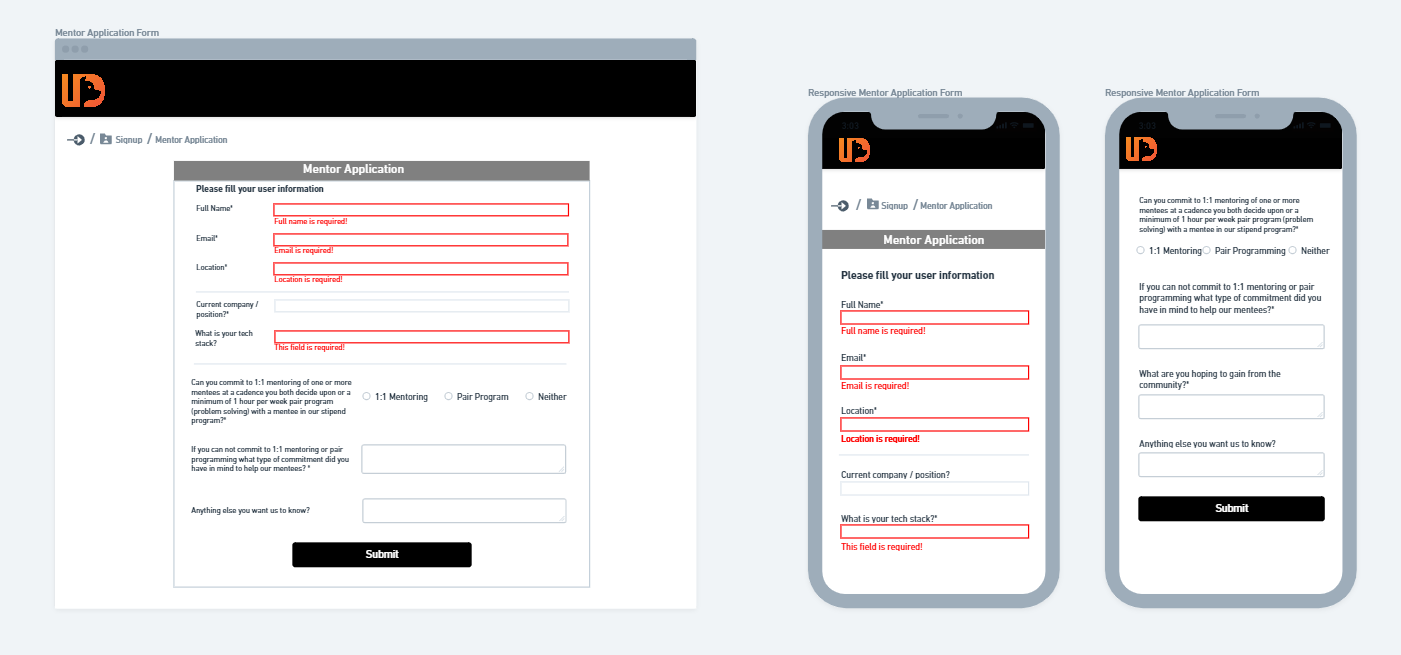 Mentor Application Form
/ Signup / Mentor Application
Mentor Application
Please fill your user information
Full Name*
Full name is required!
Email*
Email is required!
Location*
Location is required!
Current company /
position?*
What is your tech
stack?
This field is required!
Can you commit to 1:1 mentoring of one or more
mentees at a cadence you both decide upon or a
minimum of 1 hour per week pair program
(problem solving) with a mentee in our stipend
program?*
1:1 Mentoring
Pair Program
Neither
If you can not commit to 1:1 mentoring or pair
programming what type of commitment did you
have in mind to help our mentees? *
Anything else you want us to know?
Submit
Responsive Mentor Application Form
3:03
/ Signup / Mentor Application
Mentor Application
Please fill your user information
Full Name*
Full name is required!
Email*
Email is required!
Location*
Location is required!
Current company / position?
What is your tech stack?*
This field is required!
Responsive Mentor Application Form
3:03
Can you commit to 1:1 mentoring of one or more
mentees at a cadence you both decide upon or a
minimum of 1 hour per week pair program (problem
solving) with a mentee in our stipend program?*
1:1 Mentoring
Pair Programming
Neither
If you can not commit to 1:1 mentoring or pair
programming what type of commitment did you
have in mind to help our mentees?*
What are you hoping to gain from the
community?*
Anything else you want us to know?
Submit